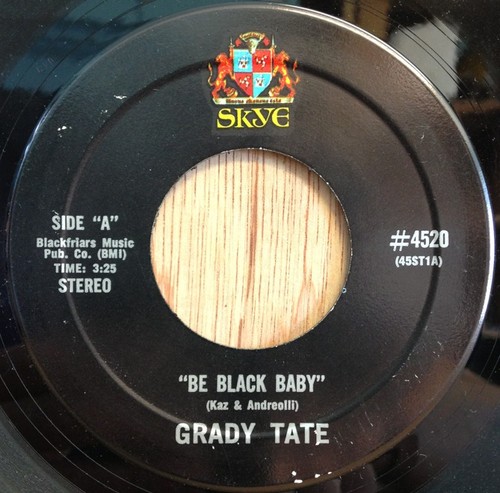 SKYE
SIDE "A"
Blackfriars Music
Pub. Co. (BMI)
TIME: 3:25
STEREO
#4520
(45ST1A)
"BE BLACK BABY"
(Kaz & Andreolli)
GRADY TATE